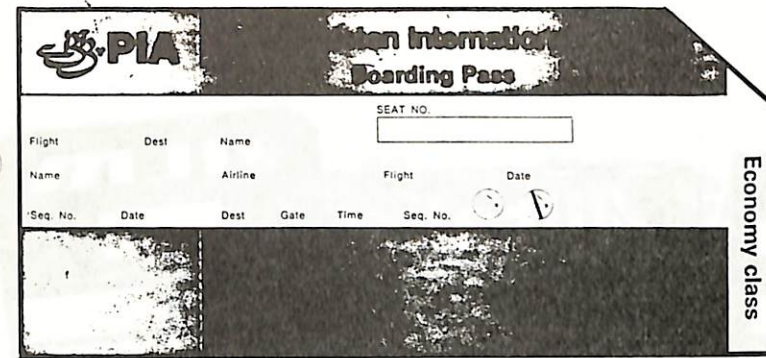 PIA
Internation
Boarding Pass
SEAT NO.
Flight Dest Name
Name Airline Flight Date
Seq. No. Date Dest Gate Time Seq. No.
Economy class